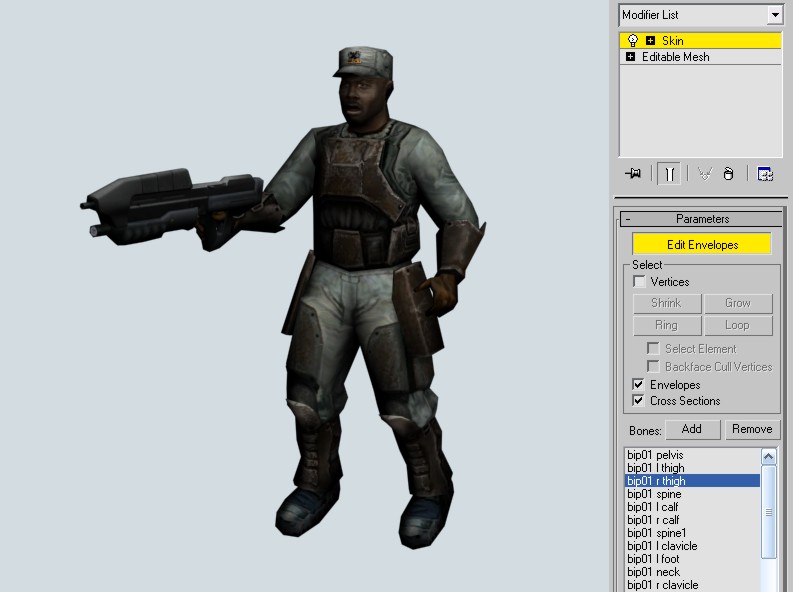 Modifier List
Skin
Editable Mesh
- Parameters
Edit Envelopes
Select
Vertices
Shrink Grow
Ring Loop
Select Element
Backface Cull Vertices
Envelopes
Cross Sections
Bones: Add Remove
bip01 pelvis
bip01 l thigh
bip01 r thigh
bip01 spine
bip01 l calf
bip01 r calf
bip01 spine1
bip01 l clavicle
bip01 l foot
bip01 neck
bip01 r clavicle